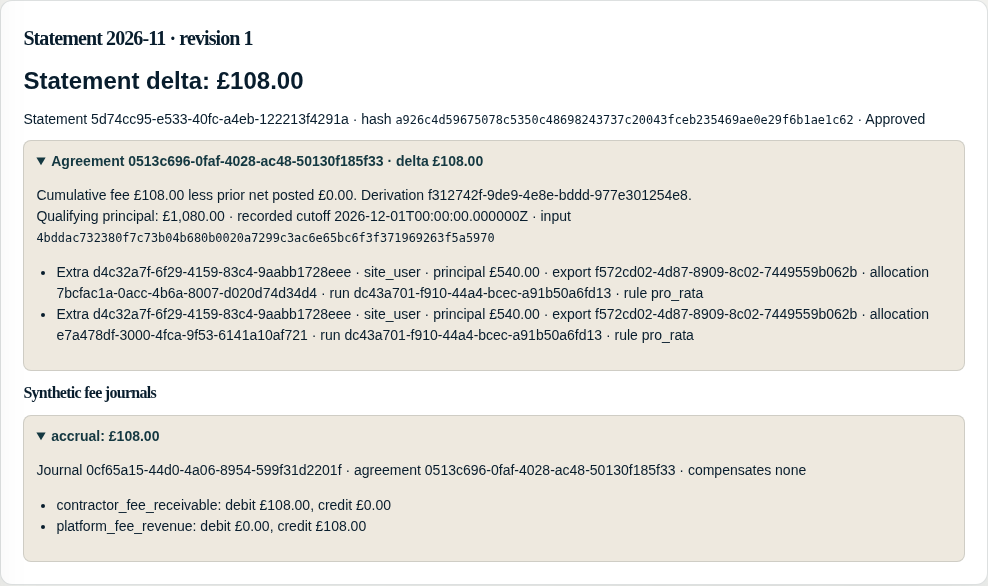 Statement 2026-11 · revision 1
Statement delta: £108.00
Statement 5d74cc95-e533-40fc-a4eb-122213f4291a · hash a926c4d59675078c5350c48698243737c20043fceb235469ae0e29f6b1ae1c62 · Approved
▼ Agreement 0513c696-0faf-4028-ac48-50130f185f33 · delta £108.00
Cumulative fee £108.00 less prior net posted £0.00. Derivation f312742f-9de9-4e8e-bddd-977e301254e8.
Qualifying principal: £1,080.00 · recorded cutoff 2026-12-01T00:00:00.000000Z · input
4bddac732380f7c73b04b680b0020a7299c3ac6e65bc6f3f371969263f5a5970
• Extra d4c32a7f-6f29-4159-83c4-9aabb1728eee · site_user · principal £540.00 · export f572cd02-4d87-8909-8c02-7449559b062b · allocation
7bcfac1a-0acc-4b6a-8007-d020d74d34d4 · run dc43a701-f910-44a4-bcec-a91b50a6fd13 · rule pro_rata
• Extra d4c32a7f-6f29-4159-83c4-9aabb1728eee · site_user · principal £540.00 · export f572cd02-4d87-8909-8c02-7449559b062b · allocation
e7a478df-3000-4fca-9f53-6141a10af721 · run dc43a701-f910-44a4-bcec-a91b50a6fd13 · rule pro_rata
Synthetic fee journals
▼ accrual: £108.00
Journal 0cf65a15-44d0-4a06-8954-599f31d2201f · agreement 0513c696-0faf-4028-ac48-50130f185f33 · compensates none
• contractor_fee_receivable: debit £108.00, credit £0.00
• platform_fee_revenue: debit £0.00, credit £108.00